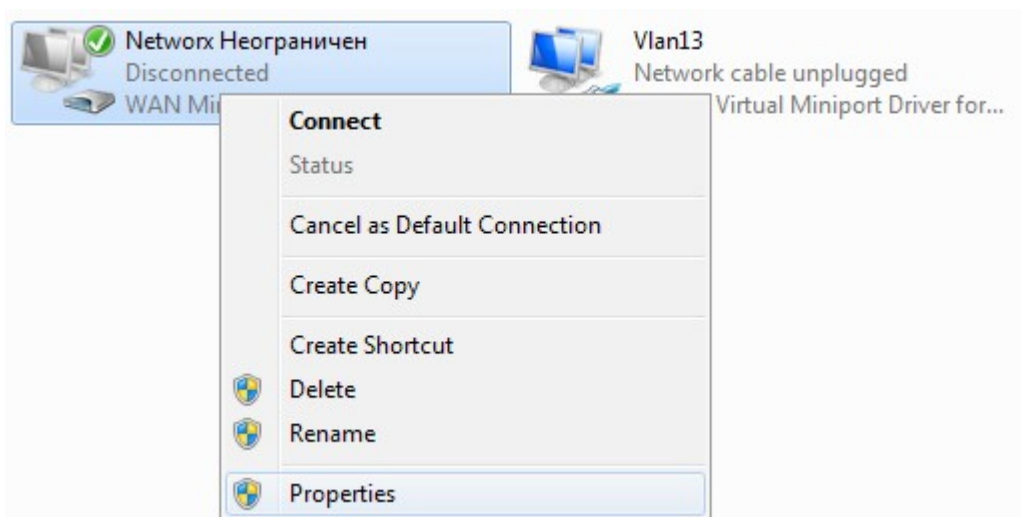 Networx Неограничен
Disconnected
WAN
Vlan13
Network cable unplugged
Virtual Miniport Driver for...
Connect
Status
Cancel as Default Connection
Create Copy
Create Shortcut
Delete
Rename
Properties